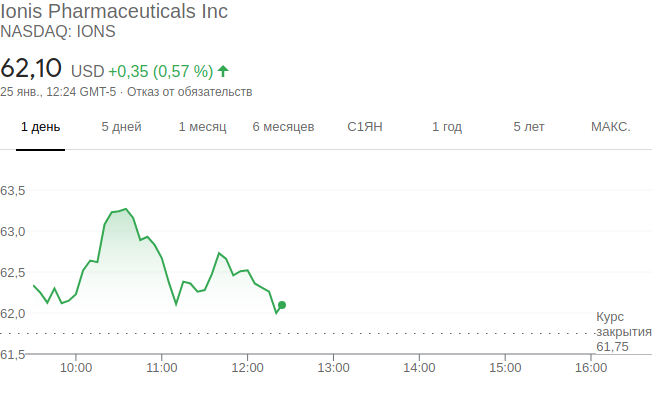 Ionis Pharmaceuticals Inc
NASDAQ: IONS
62,10 USD +0,35 (0,57 %)
25 янв., 12:24 GMT-5 · Отказ от обязательств
1 день 5 дней 1 месяц 6 месяцев С1ЯН 1 год 5 лет МАКС.
63,5
63,0
62,5
62,0
Курс
закрытия
61,75
61,5
10:00 11:00 12:00 13:00 14:00 15:00 16:00